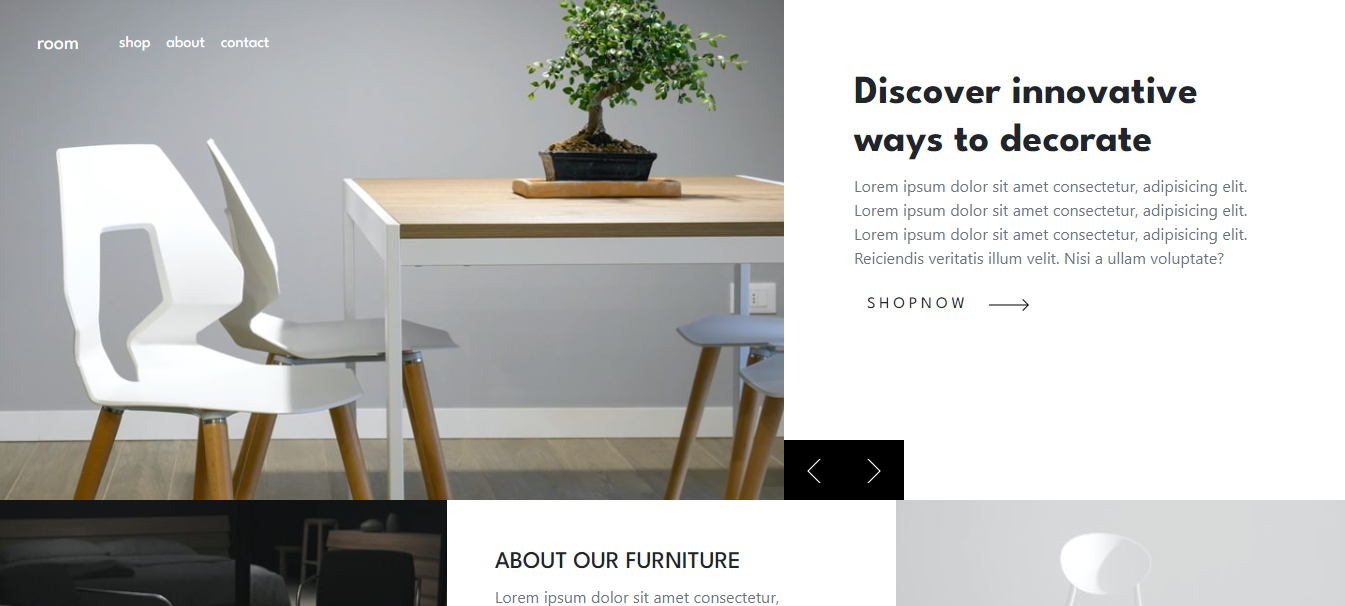 room shop about contact
Discover innovative
ways to decorate
Lorem ipsum dolor sit amet consectetur, adipisicing elit.
Lorem ipsum dolor sit amet consectetur, adipisicing elit.
Lorem ipsum dolor sit amet consectetur, adipisicing elit.
Reiciendis veritatis illum velit. Nisi a ullam voluptate?
SHOPNOW
ABOUT OUR FURNITURE
Lorem ipsum dolor sit amet consectetur,